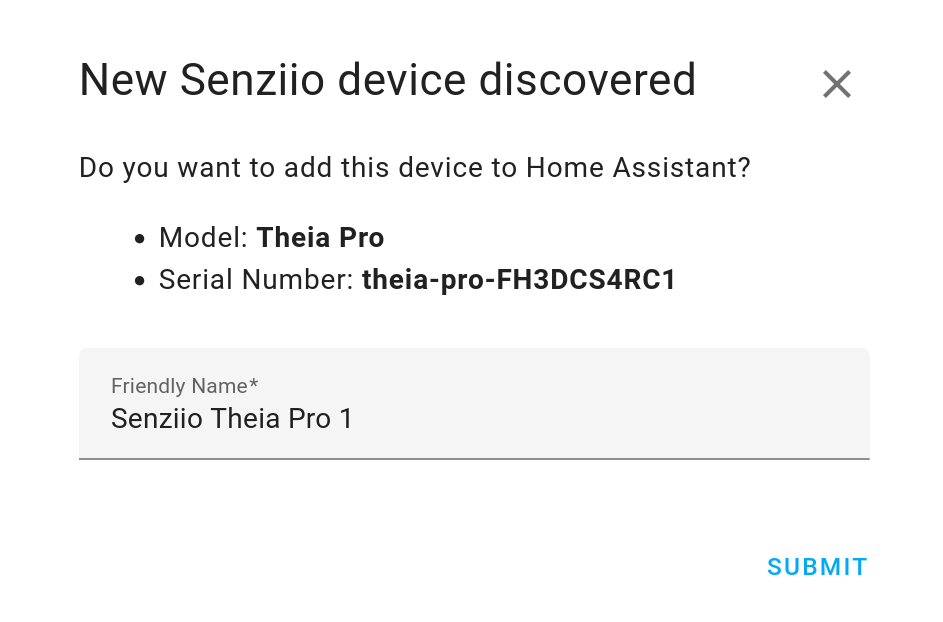 New Senziio device discovered
Do you want to add this device to Home Assistant?
• Model: Theia Pro
• Serial Number: theia-pro-FH3DCS4RC1
Friendly Name*
Senziio Theia Pro 1
SUBMIT